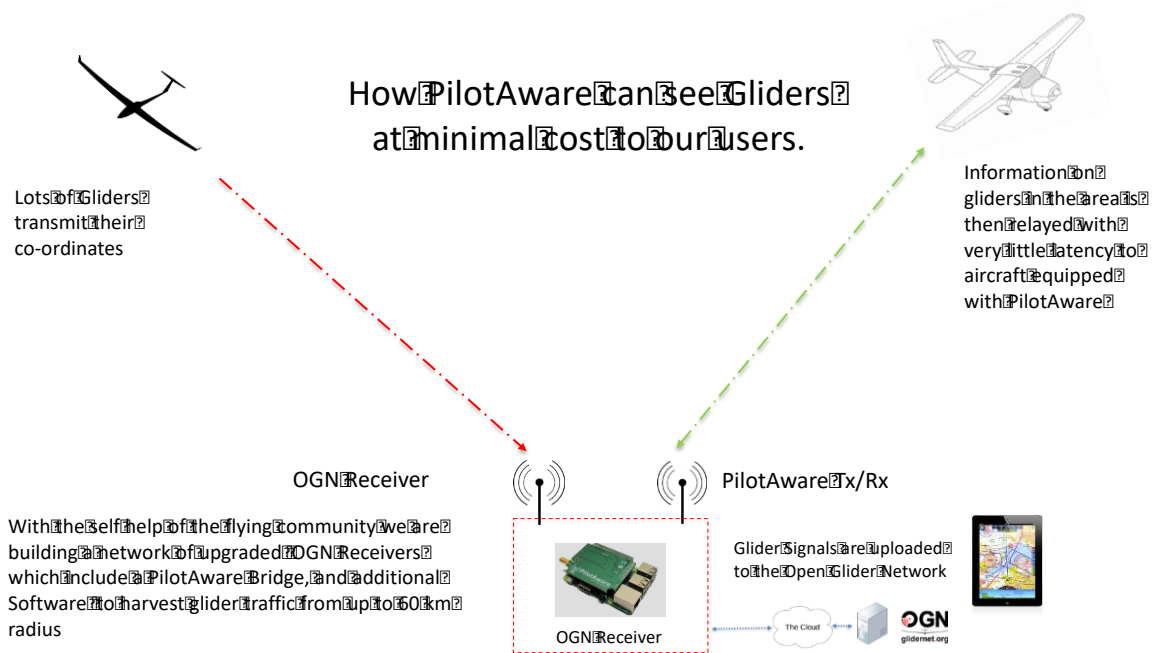 How PilotAware can see Gliders
at minimal cost to our users.
Lots of Gliders
transmit their
co-ordinates
Information on
gliders in the area is
then relayed with
very little latency to
aircraft equipped
with PilotAware
OGN Receiver
PilotAware Tx/Rx
With the self help of the flying community we are
building a network of upgraded OGN Receivers
which include a PilotAware Bridge, and additional
Software to harvest glider traffic from up to 60 km
radius
PilotAware
OGN Receiver
Glider Signals are uploaded
to the Open Glider Network
The Cloud
OGN
glidernet.org